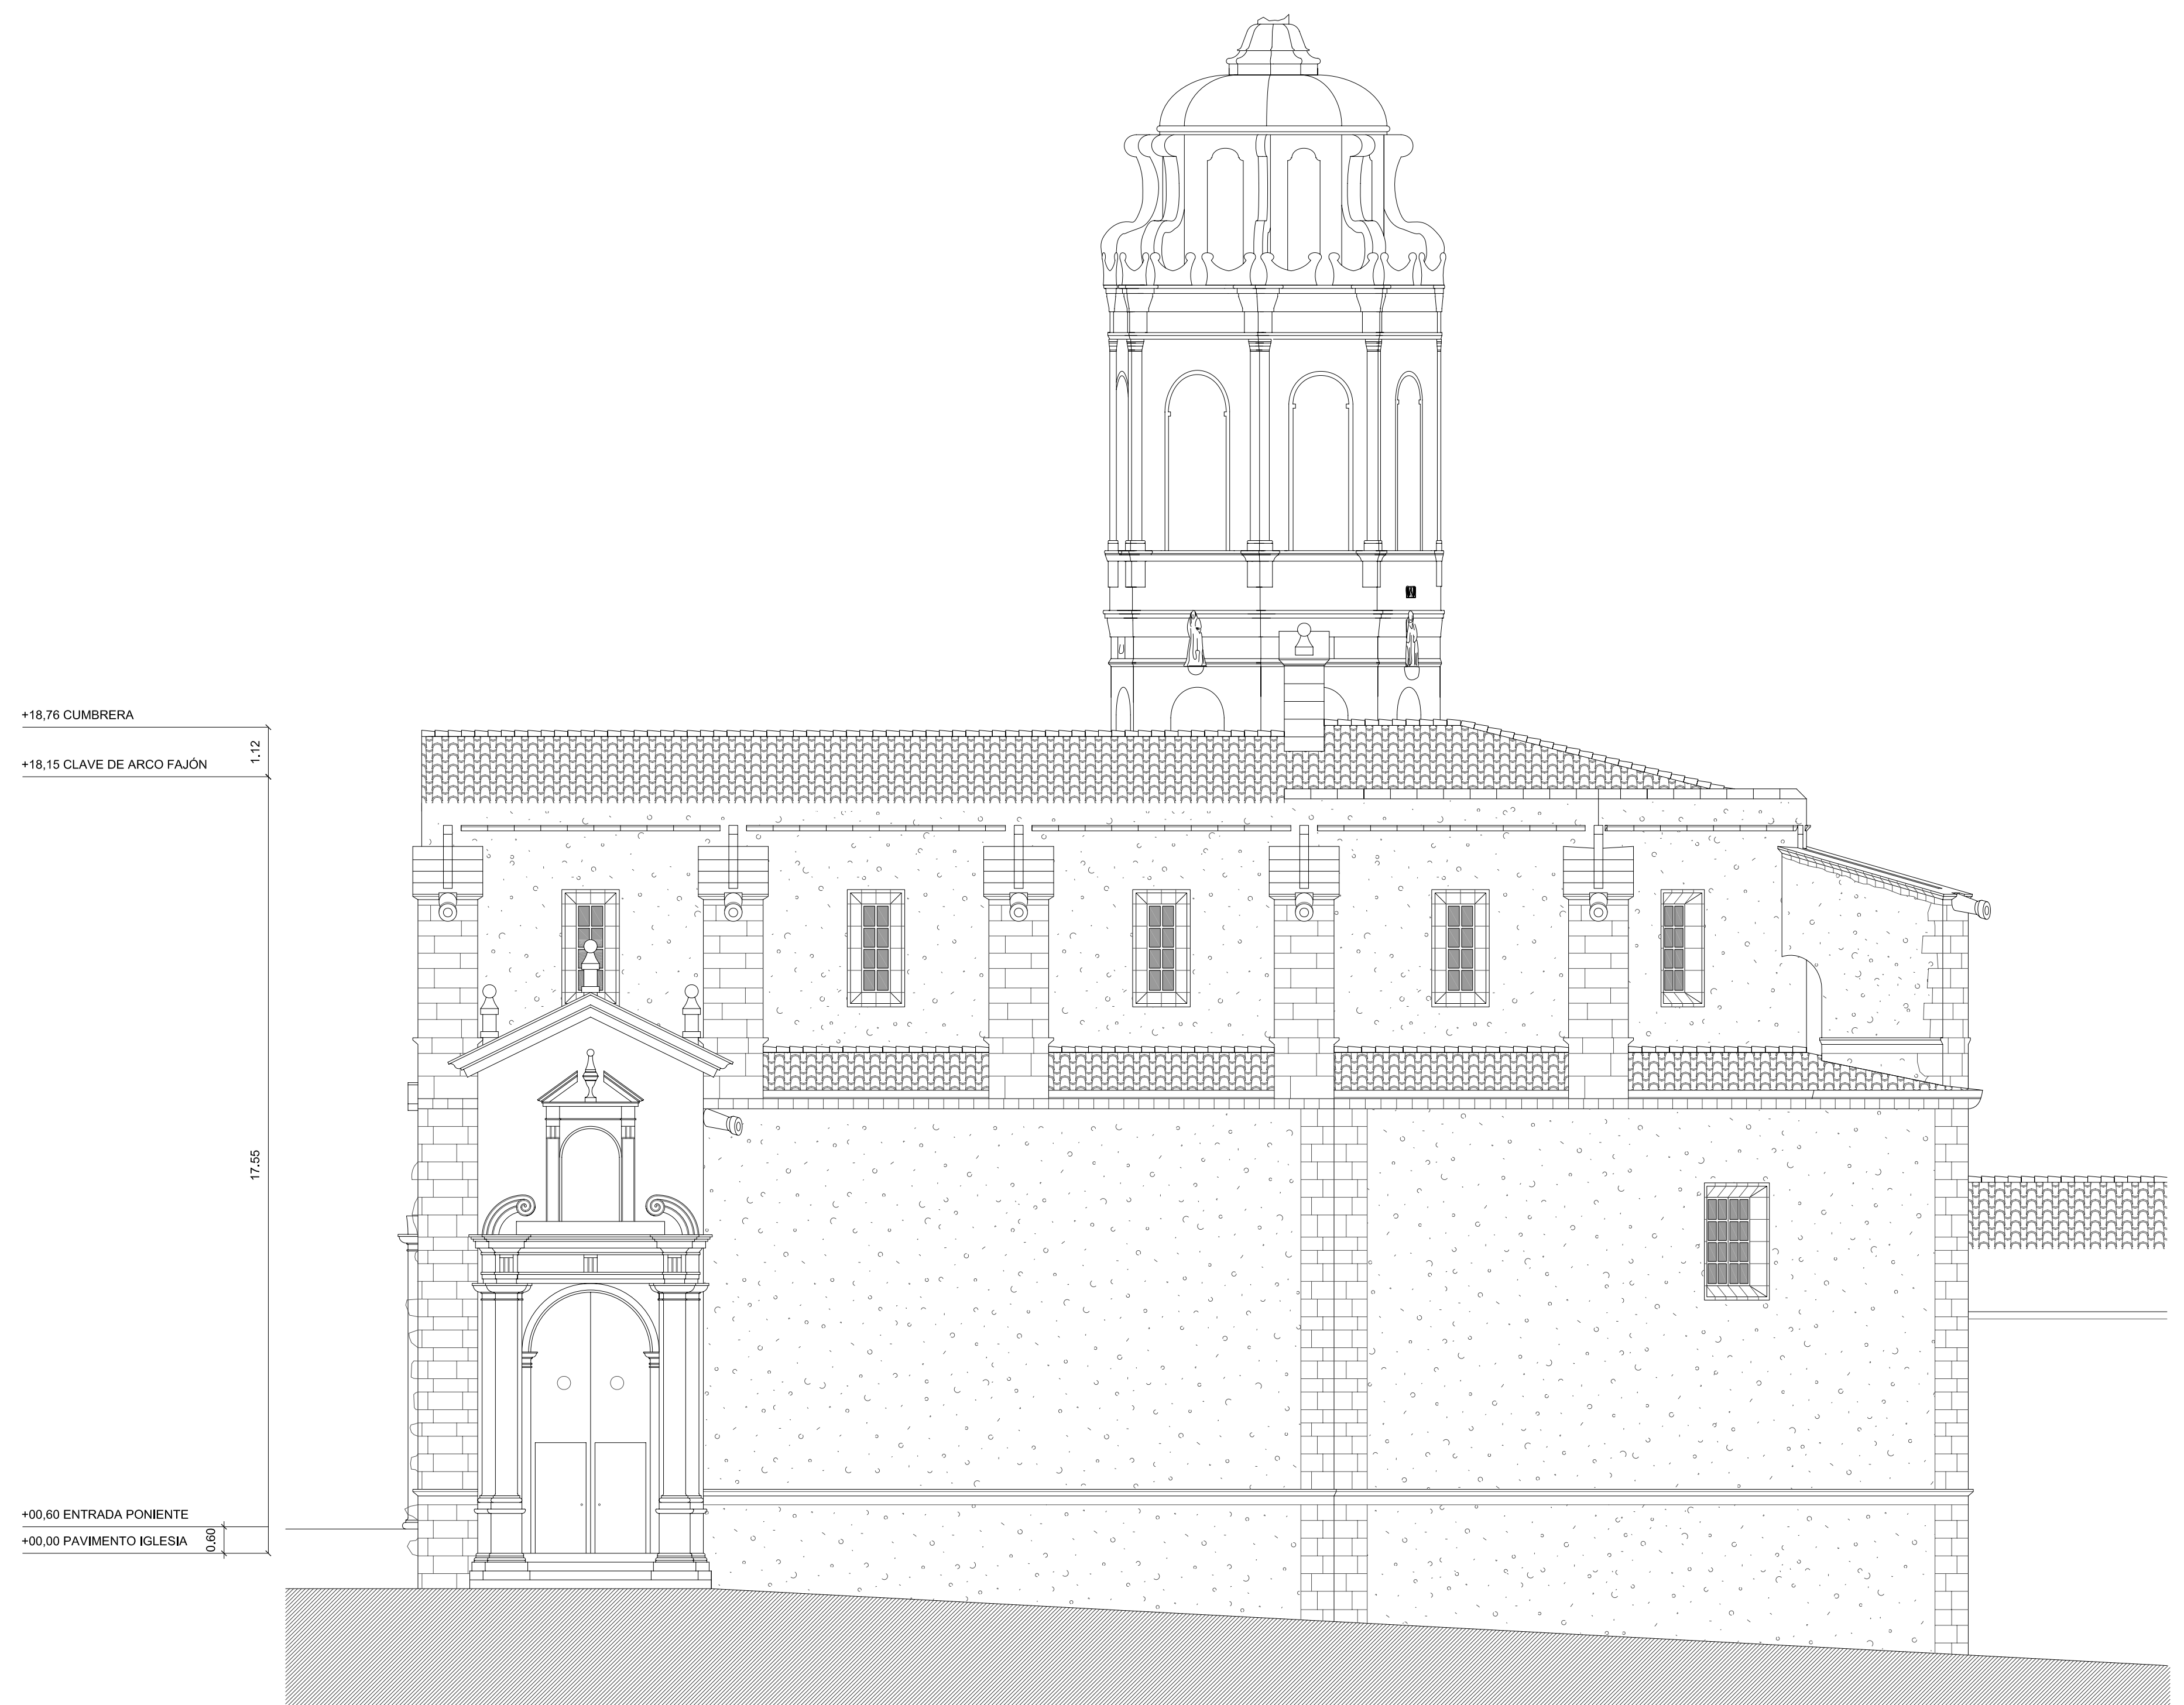 +18,76 CUMBRERA
1.12
+18,15 CLAVE DE ARCO FAJÓN
17.55
+00,60 ENTRADA PONIENTE
0.60
+00,00 PAVIMENTO IGLESIA